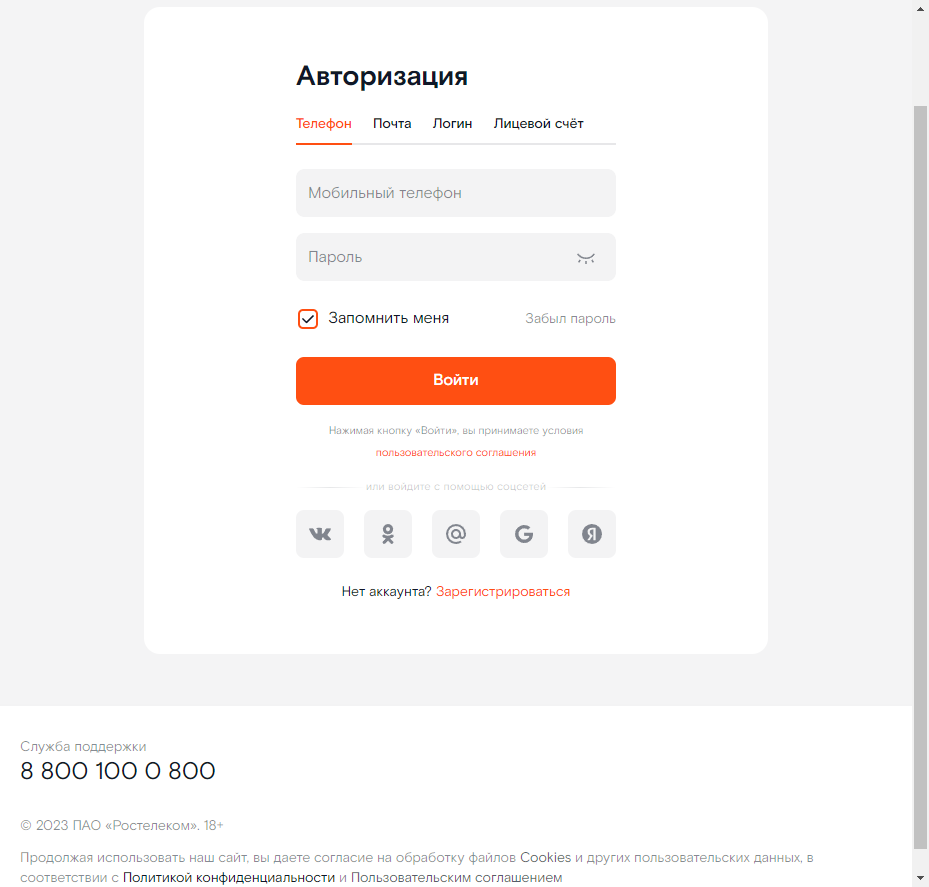 Авторизация
Телефон Почта Логин Лицевой счёт
Мобильный телефон
Пароль
Запомнить меня Забыл пароль
Войти
Нажимая кнопку «Войти», вы принимаете условия
пользовательского соглашения
или войдите с помощью соцсетей
Нет аккаунта? Зарегистрироваться
Служба поддержки
8 800 100 0 800
© 2023 ПАО «Ростелеком». 18+
Продолжая использовать наш сайт, вы даете согласие на обработку файлов Cookies и других пользовательских данных, в
соответствии с Политикой конфиденциальности и Пользовательским соглашением